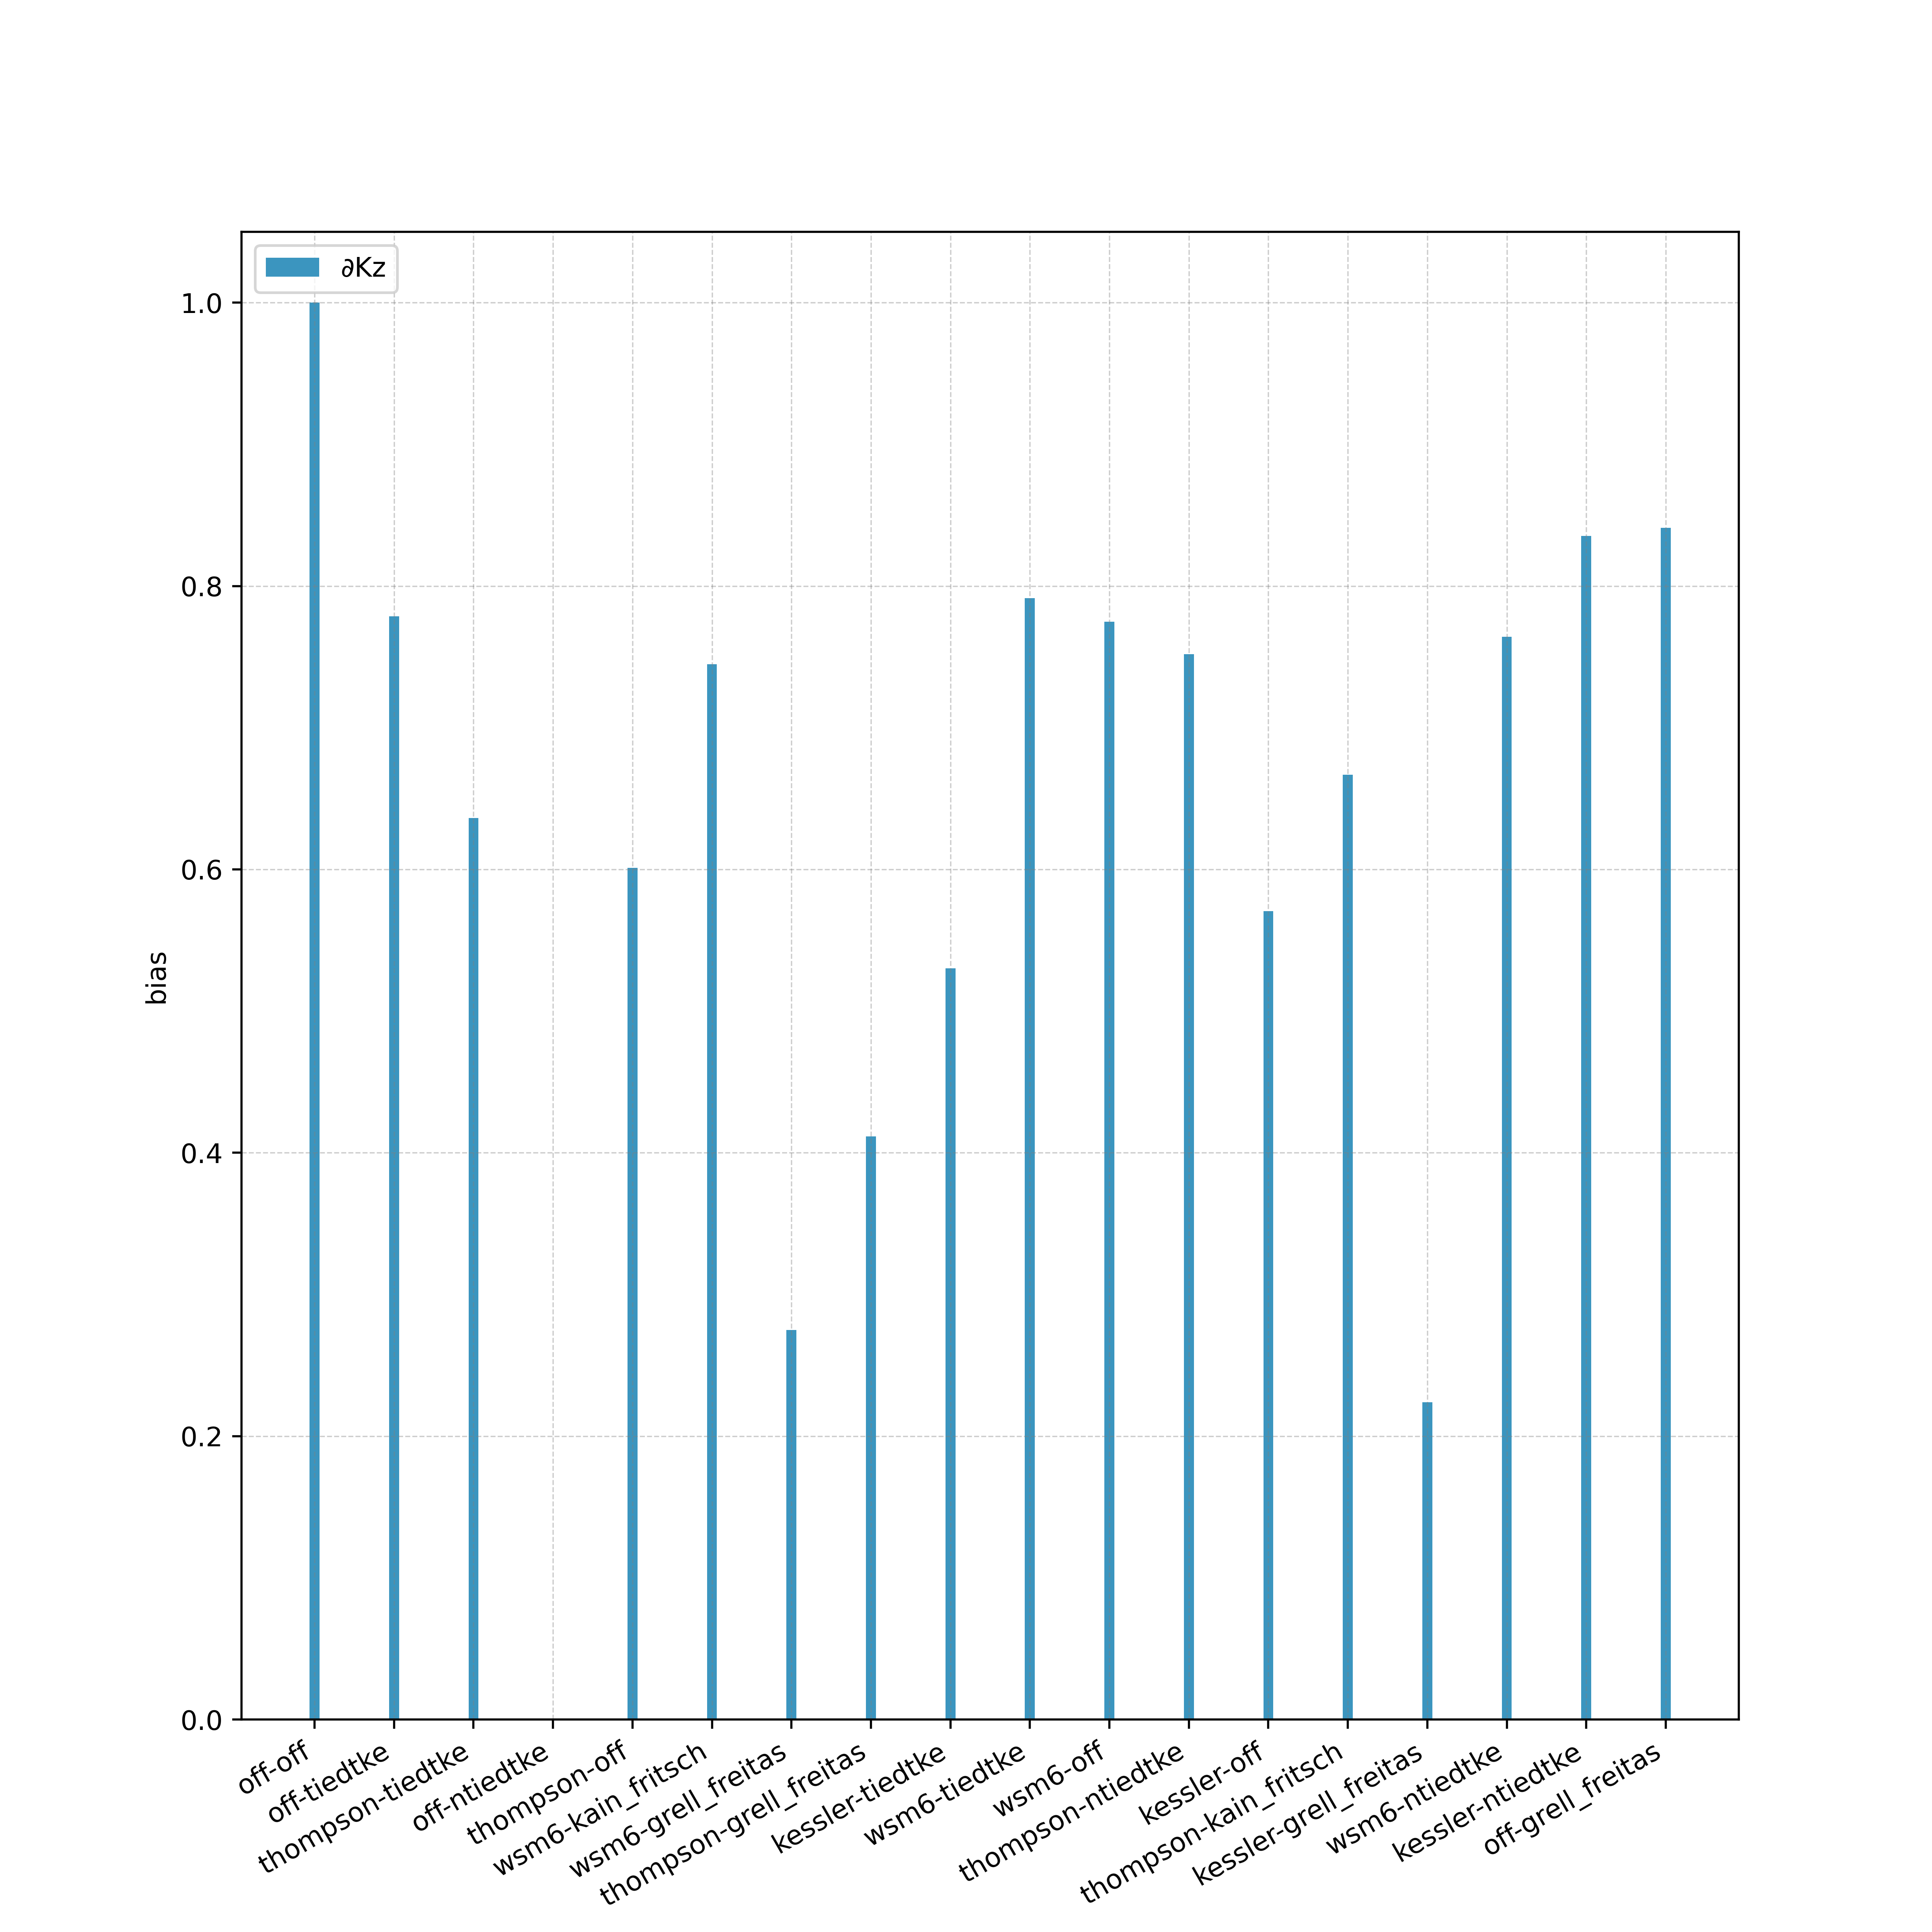 ∂Kz
1.0
0.8
0.6
0.4
0.2
0.0
bias
off-off
off-tiedtke
thompson-tiedtke
off-ntiedtke
thompson-off
wsm6-kain_fritsch
wsm6-grell_freitas
thompson-grell_freitas
kessler-tiedtke
wsm6-tiedtke
wsm6-off
thompson-ntiedtke
kessler-off
thompson-kain_fritsch
kessler-grell_freitas
wsm6-ntiedtke
kessler-ntiedtke
off-grell_freitas